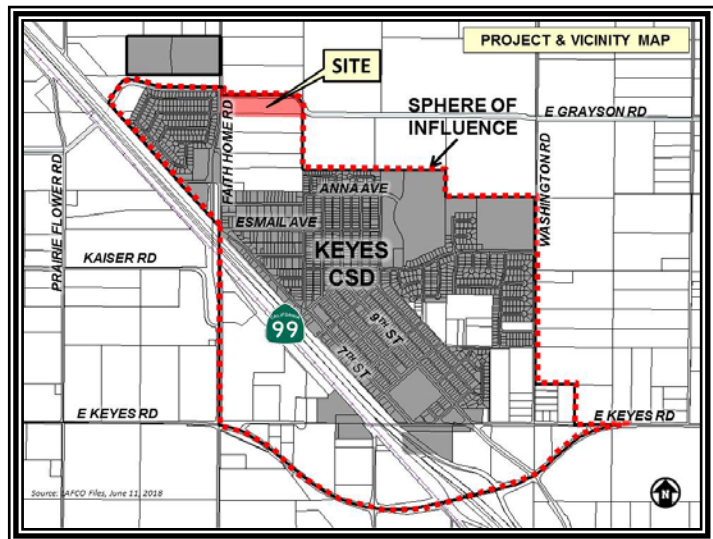 PROJECT & VICINITY MAP
SITE
SPHERE OF
INFLUENCE
E GRAYSON RD
FAITH HOME RD
WASHINGTON RD
PRAIRIE FLOWER RD
ANNA AVE
ESMAIL AVE
KEYES
CSD
KAISER RD
CALIFORNIA
99
9TH ST
7TH ST
E KEYES RD
E KEYES RD
Source: LAFCO Files, June 11, 2018
N